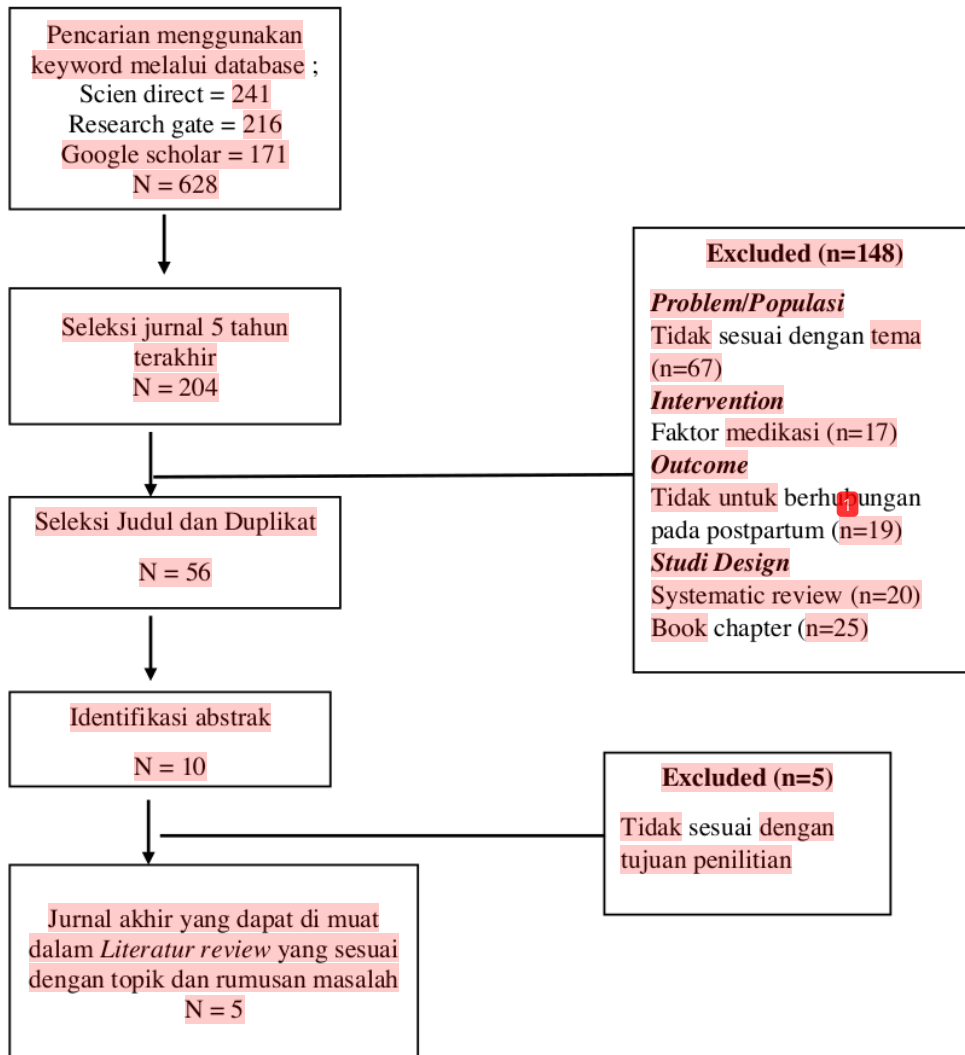 Pencarian menggunakan
keyword melalui database ;
Scien direct = 241
Research gate = 216
Google scholar = 171
N = 628
Seleksi jurnal 5 tahun
terakhir
N = 204
Excluded (n=148)
Problem/Populasi
Tidak sesuai dengan tema
(n=67)
Intervention
Faktor medikasi (n=17)
Outcome
Tidak untuk berhubungan
1
pada postpartum (n=19)
Studi Design
Systematic review (n=20)
Book chapter (n=25)
Seleksi Judul dan Duplikat
N = 56
Identifikasi abstrak
N = 10
Excluded (n=5)
Tidak sesuai dengan
tujuan penilitian
Jurnal akhir yang dapat di muat
dalam Literatur review yang sesuai
dengan topik dan rumusan masalah
N = 5